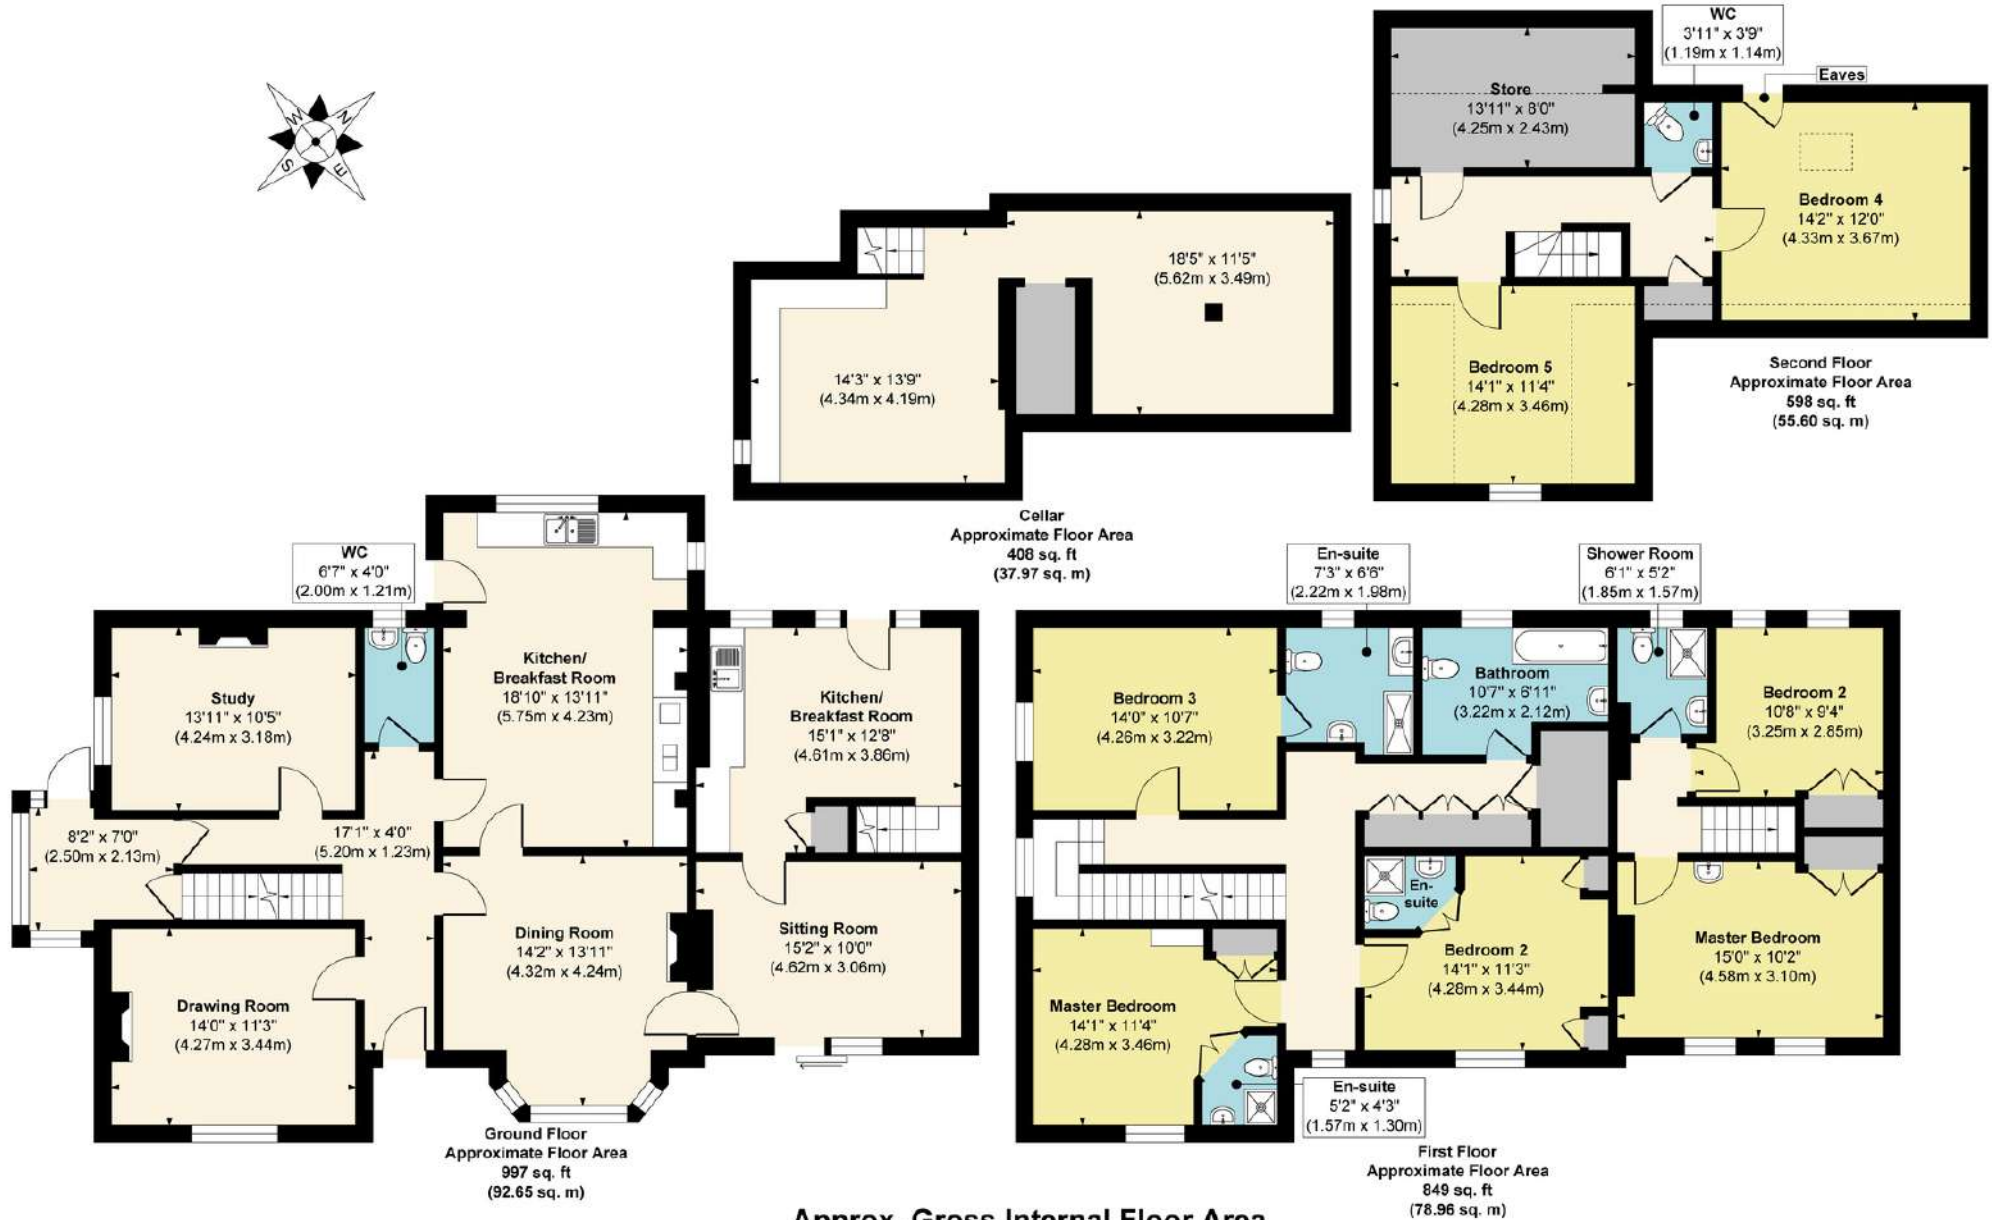 WC
3'11" x 3'9"
(1.19m x 1.14m)
Eaves
Store
13'11" x 8'0"
(4.25m x 2.43m)
Bedroom 4
14'2" x 12'0"
(4.33m x 3.67m)
Bedroom 5
14'1" x 11'4"
(4.28m x 3.46m)
Second Floor
Approximate Floor Area
598 sq. ft
(55.60 sq. m)
W
N
S
E
18'5" x 11'5"
(5.62m x 3.49m)
14'3" x 13'9"
(4.34m x 4.19m)
Cellar
Approximate Floor Area
408 sq. ft
(37.97 sq. m)
WC
6'7" x 4'0"
(2.00m x 1.21m)
Study
13'11" x 10'5"
(4.24m x 3.18m)
Kitchen/
Breakfast Room
18'10" x 13'11"
(5.75m x 4.23m)
Kitchen/
Breakfast Room
15'1" x 12'8"
(4.61m x 3.86m)
8'2" x 7'0"
(2.50m x 2.13m)
17'1" x 4'0"
(5.20m x 1.23m)
Dining Room
14'2" x 13'11"
(4.32m x 4.24m)
Sitting Room
15'2" x 10'0"
(4.62m x 3.06m)
Drawing Room
14'0" x 11'3"
(4.27m x 3.44m)
Ground Floor
Approximate Floor Area
997 sq. ft
(92.65 sq. m)
En-suite
7'3" x 6'6"
(2.22m x 1.98m)
Shower Room
6'1" x 5'2"
(1.85m x 1.57m)
Bedroom 3
14'0" x 10'7"
(4.26m x 3.22m)
Bathroom
10'7" x 6'11"
(3.22m x 2.12m)
Bedroom 2
10'8" x 9'4"
(3.25m x 2.85m)
En-
suite
Bedroom 2
14'1" x 11'3"
(4.28m x 3.44m)
Master Bedroom
15'0" x 10'2"
(4.58m x 3.10m)
Master Bedroom
14'1" x 11'4"
(4.28m x 3.46m)
En-suite
5'2" x 4'3"
(1.57m x 1.30m)
First Floor
Approximate Floor Area
849 sq. ft
(78.96 sq. m)
Approx. Gross Internal Floor Area